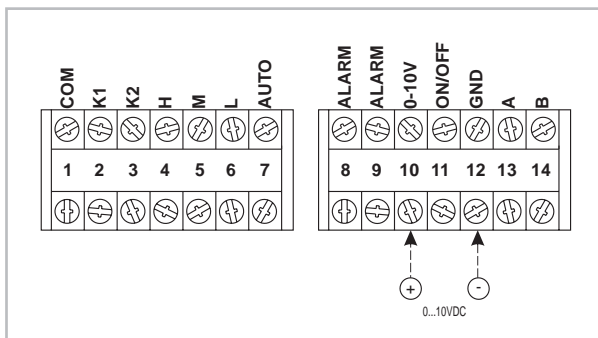 COM K1 K2 H M L AUTO ALARM ALARM 0-10V ON/OFF GND A B
1 2 3 4 5 6 7 8 9 10 11 12 13 14
+ -
0...10VDC